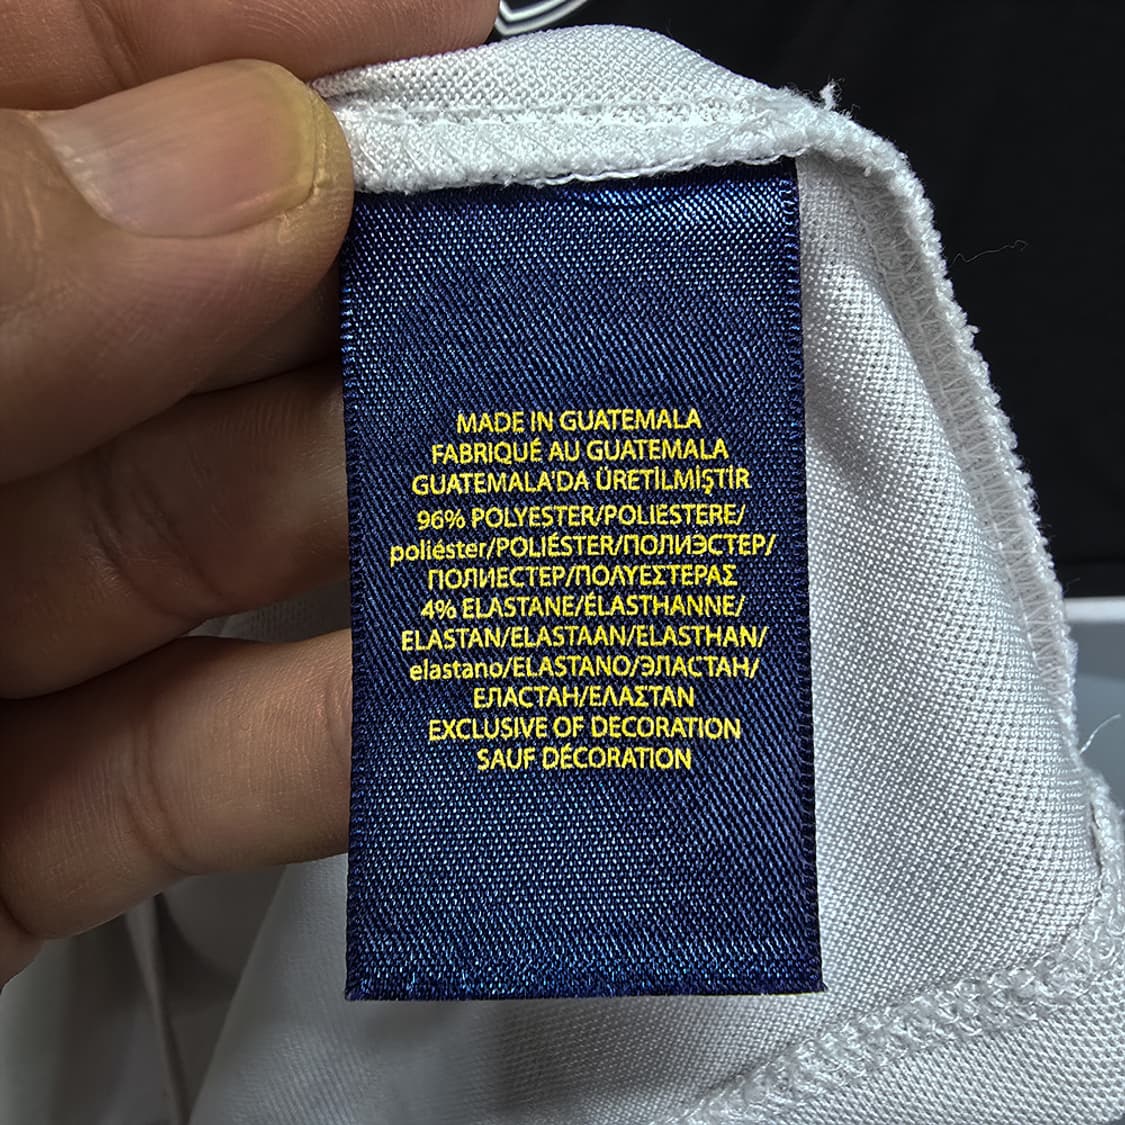 MADE IN GUATEMALA
FABRIQUÉ AU GUATEMALA
GUATEMALA'DA ÜRETİLMİŞTİR
96% POLYESTER/POLIESTERE/
poliéster/POLIÉSTER/ПОЛИЭСТЕР/
ПОЛИЕСТЕР/ΠΟΛΥΕΣΤΕΡΑΣ
4% ELASTANE/ÉLASTHANNE/
ELASTAN/ELASTAAN/ELASTHAN/
elastano/ELASTANO/ЭЛАСТАН/
ЕЛАСТАН/ΕΛΑΣΤΑΝ
EXCLUSIVE OF DECORATION
SAUF DÉCORATION